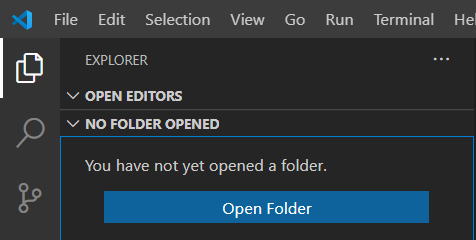 File Edit Selection View Go Run Terminal He
EXPLORER
OPEN EDITORS
NO FOLDER OPENED
You have not yet opened a folder.
Open Folder